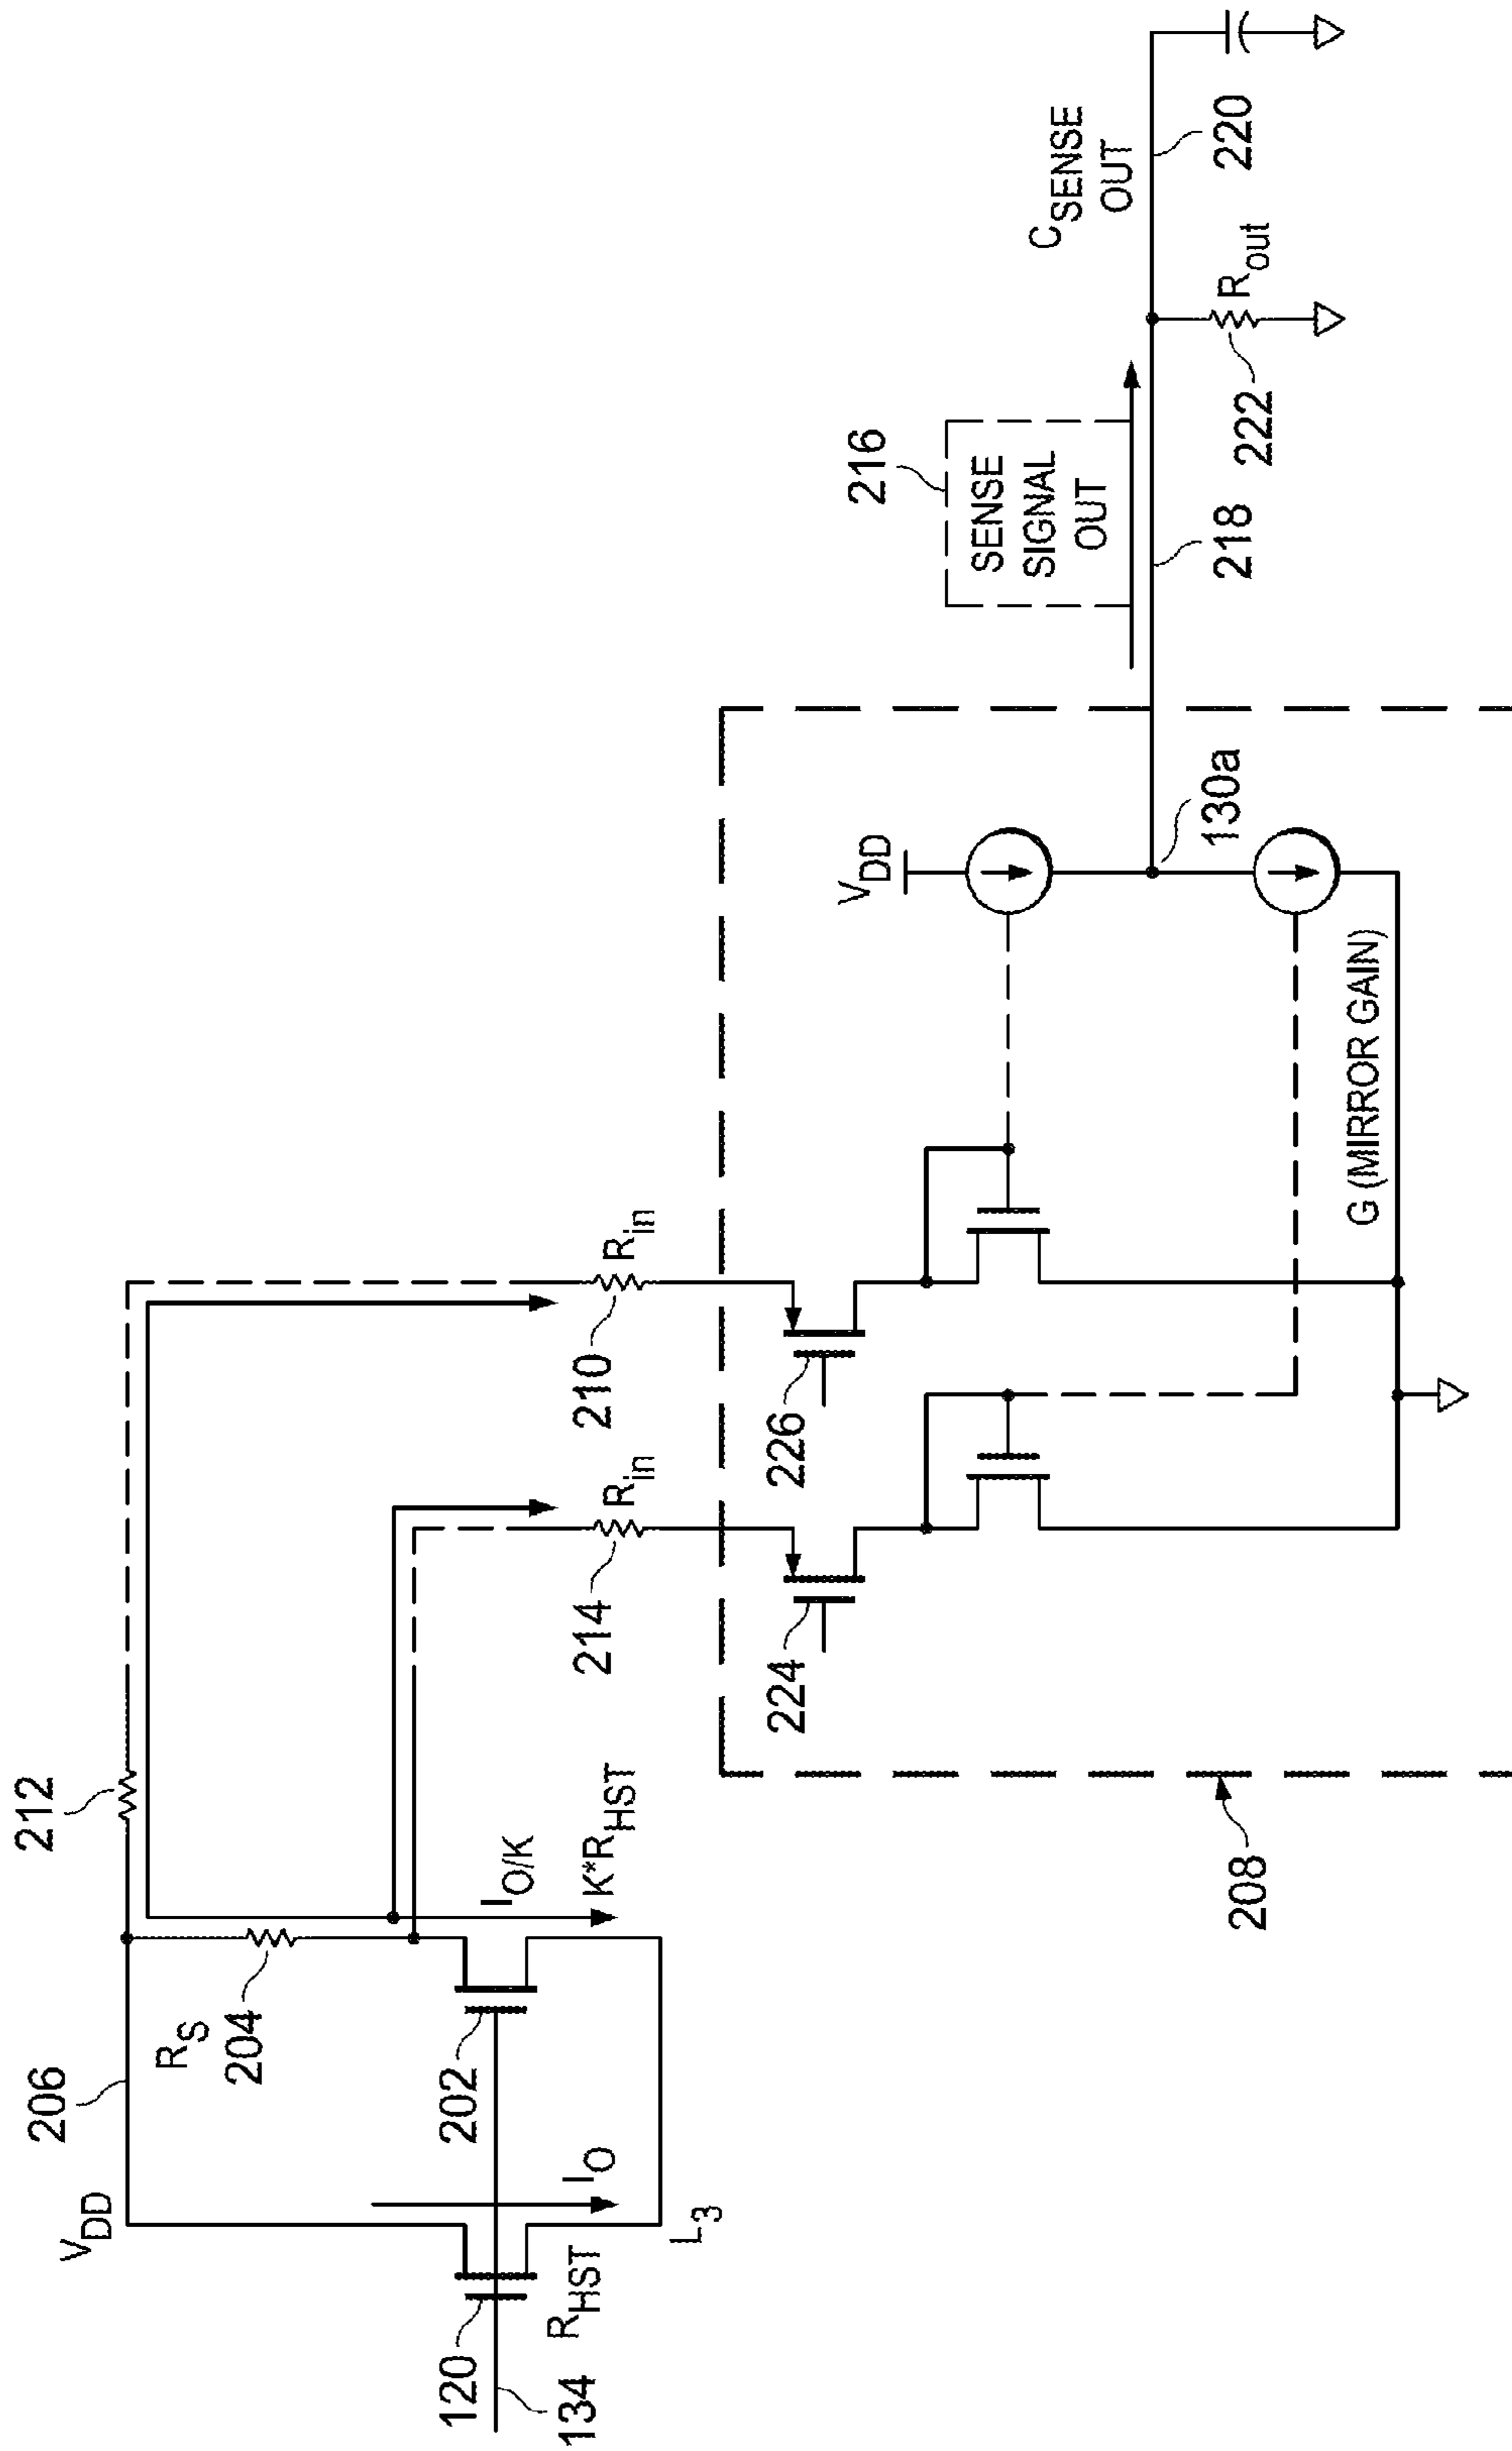 V_DD
206
212
R_S
204
I_O/K
202
K*R_HST
I_O
120
R_HST
134
L_3
214
R_in
210
R_in
224
226
208
V_DD
130a
G (MIRROR GAIN)
216
SENSE
SIGNAL
OUT
218
C_SENSE
OUT
220
222
R_out